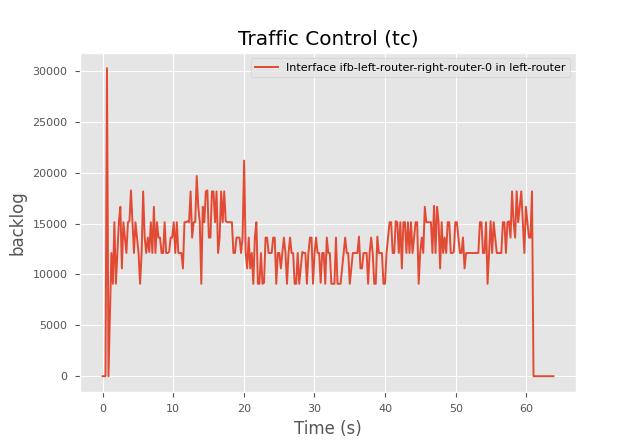 Traffic Control (tc)
Interface ifb-left-router-right-router-0 in left-router
30000
25000
20000
15000
10000
5000
0
backlog
0 10 20 30 40 50 60
Time (s)